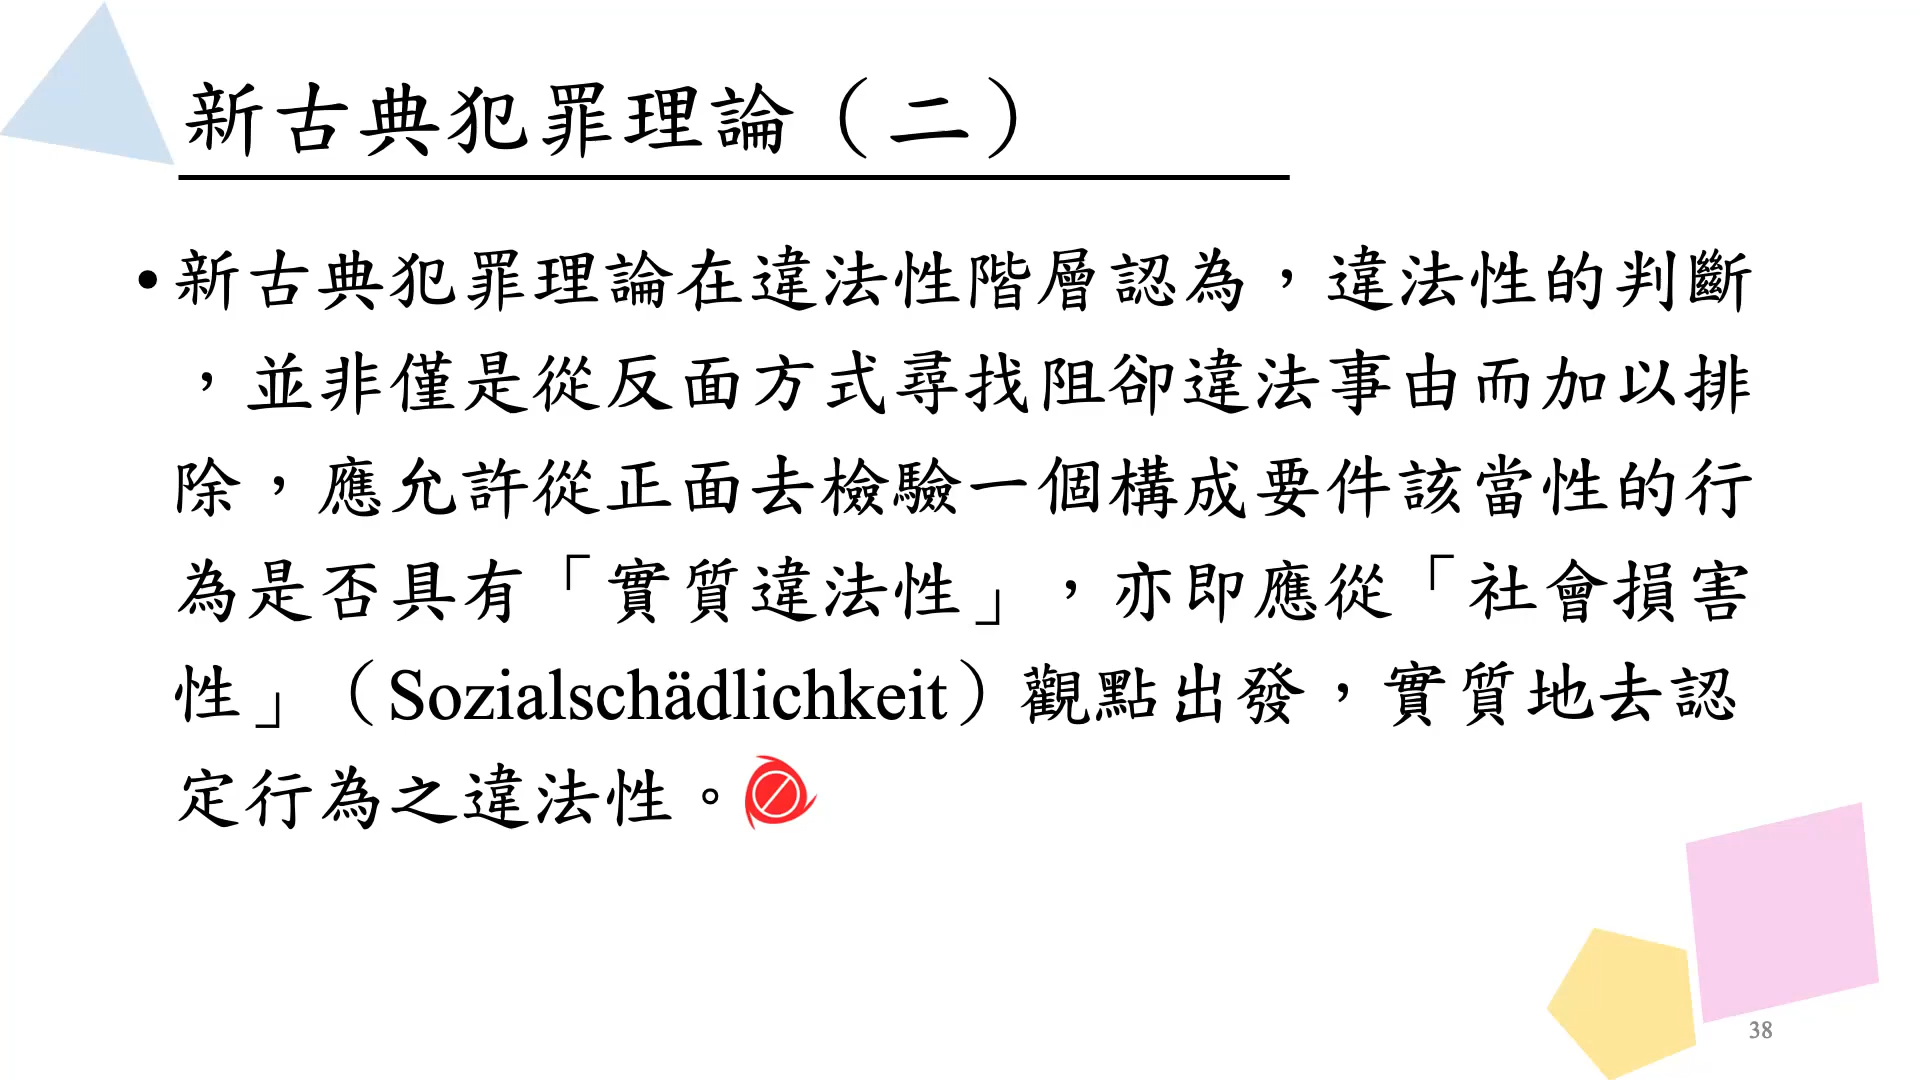 新古典犯罪理論（二）
•新古典犯罪理論在違法性階層認為，違法性的判斷
，並非僅是從反面方式尋找阻卻違法事由而加以排
除，應允許從正面去檢驗一個構成要件該當性的行
為是否具有「實質違法性」，亦即應從「社會損害
性」（Sozialschädlichkeit）觀點出發，實質地去認
定行為之違法性。
38